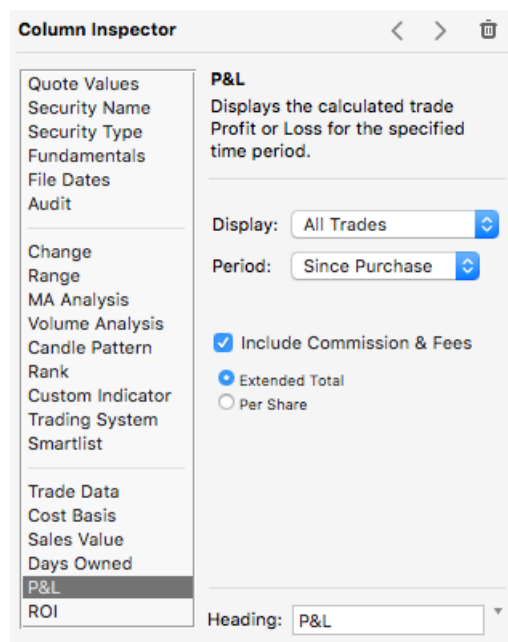 Column Inspector
Quote Values
Security Name
Security Type
Fundamentals
File Dates
Audit
Change
Range
MA Analysis
Volume Analysis
Candle Pattern
Rank
Custom Indicator
Trading System
Smartlist
Trade Data
Cost Basis
Sales Value
Days Owned
P&L
ROI
P&L
Displays the calculated trade
Profit or Loss for the specified
time period.
Display: All Trades
Period: Since Purchase
Include Commission & Fees
Extended Total
Per Share
Heading: P&L